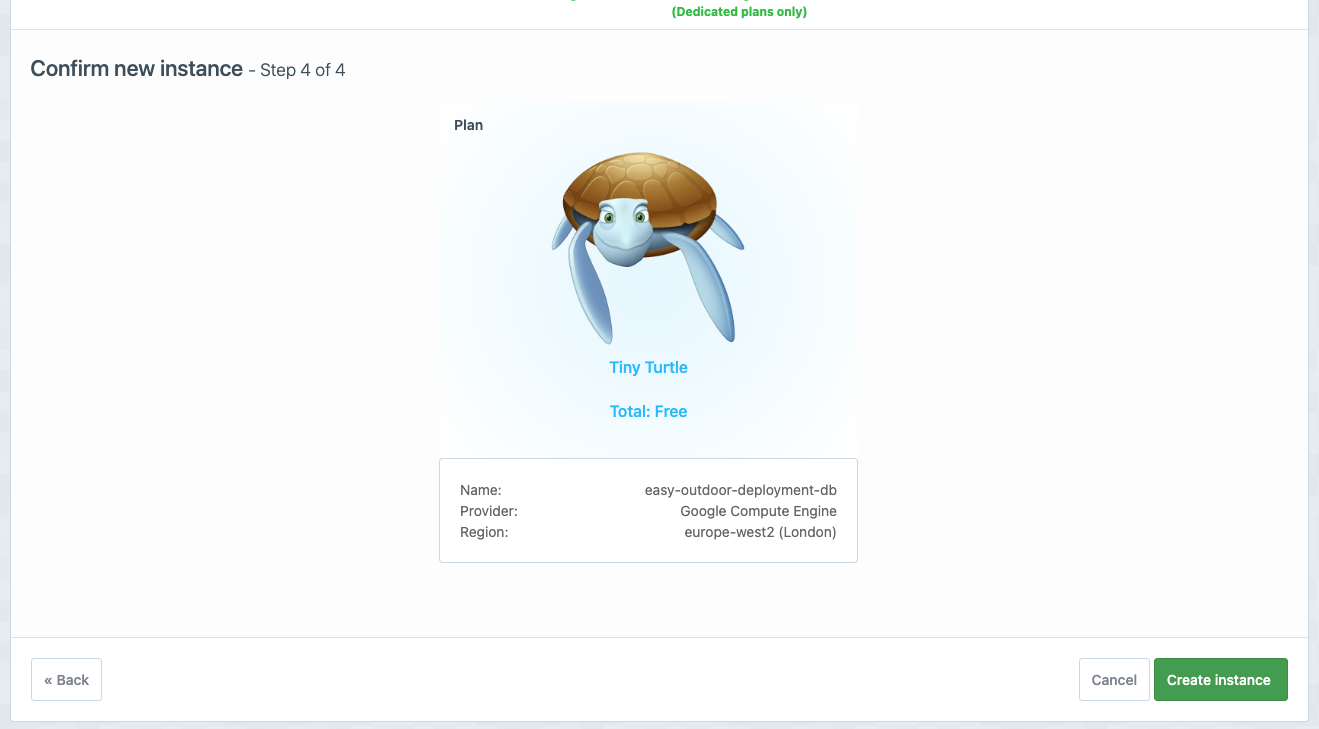 (Dedicated plans only)
Confirm new instance - Step 4 of 4
Plan
Tiny Turtle
Total: Free
Name: easy-outdoor-deployment-db
Provider: Google Compute Engine
Region: europe-west2 (London)
« Back Cancel Create instance